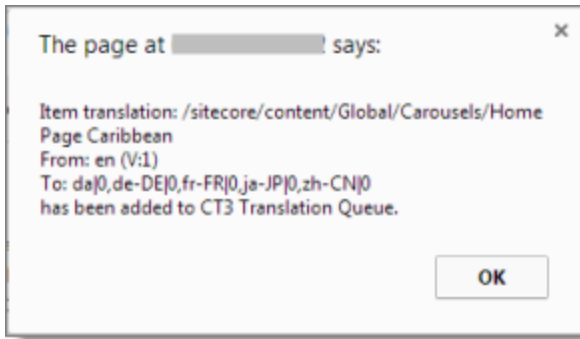 The page at says:
Item translation: /sitecore/content/Global/Carousels/Home
Page Caribbean
From: en (V:1)
To: da|0,de-DE|0,fr-FR|0,ja-JP|0,zh-CN|0
has been added to CT3 Translation Queue.
OK